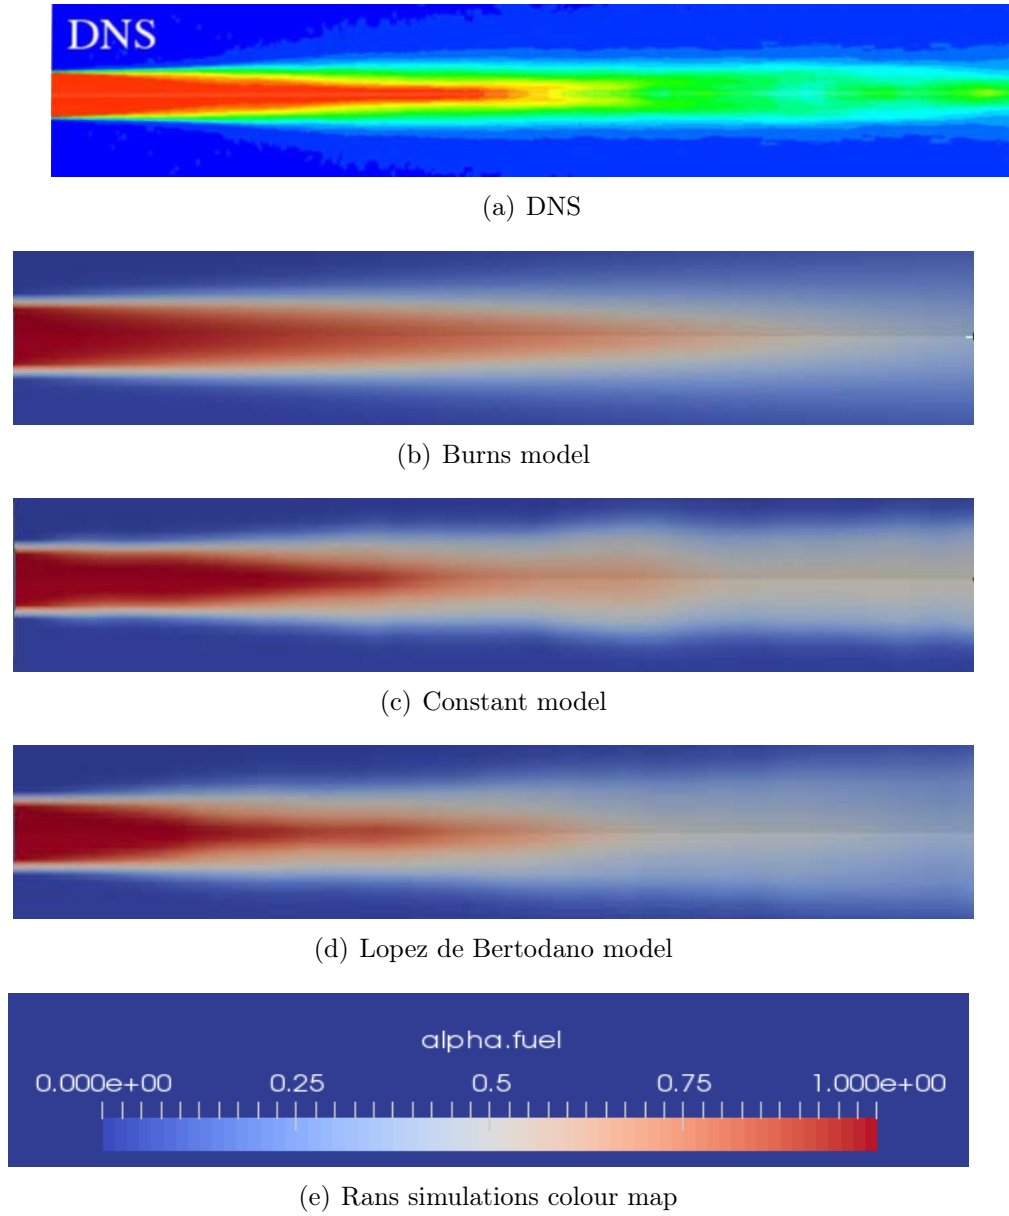 DNS
(a) DNS
(b) Burns model
(c) Constant model
(d) Lopez de Bertodano model
alpha.fuel
0.000e+00 0.25 0.5 0.75 1.000e+00
(e) Rans simulations colour map